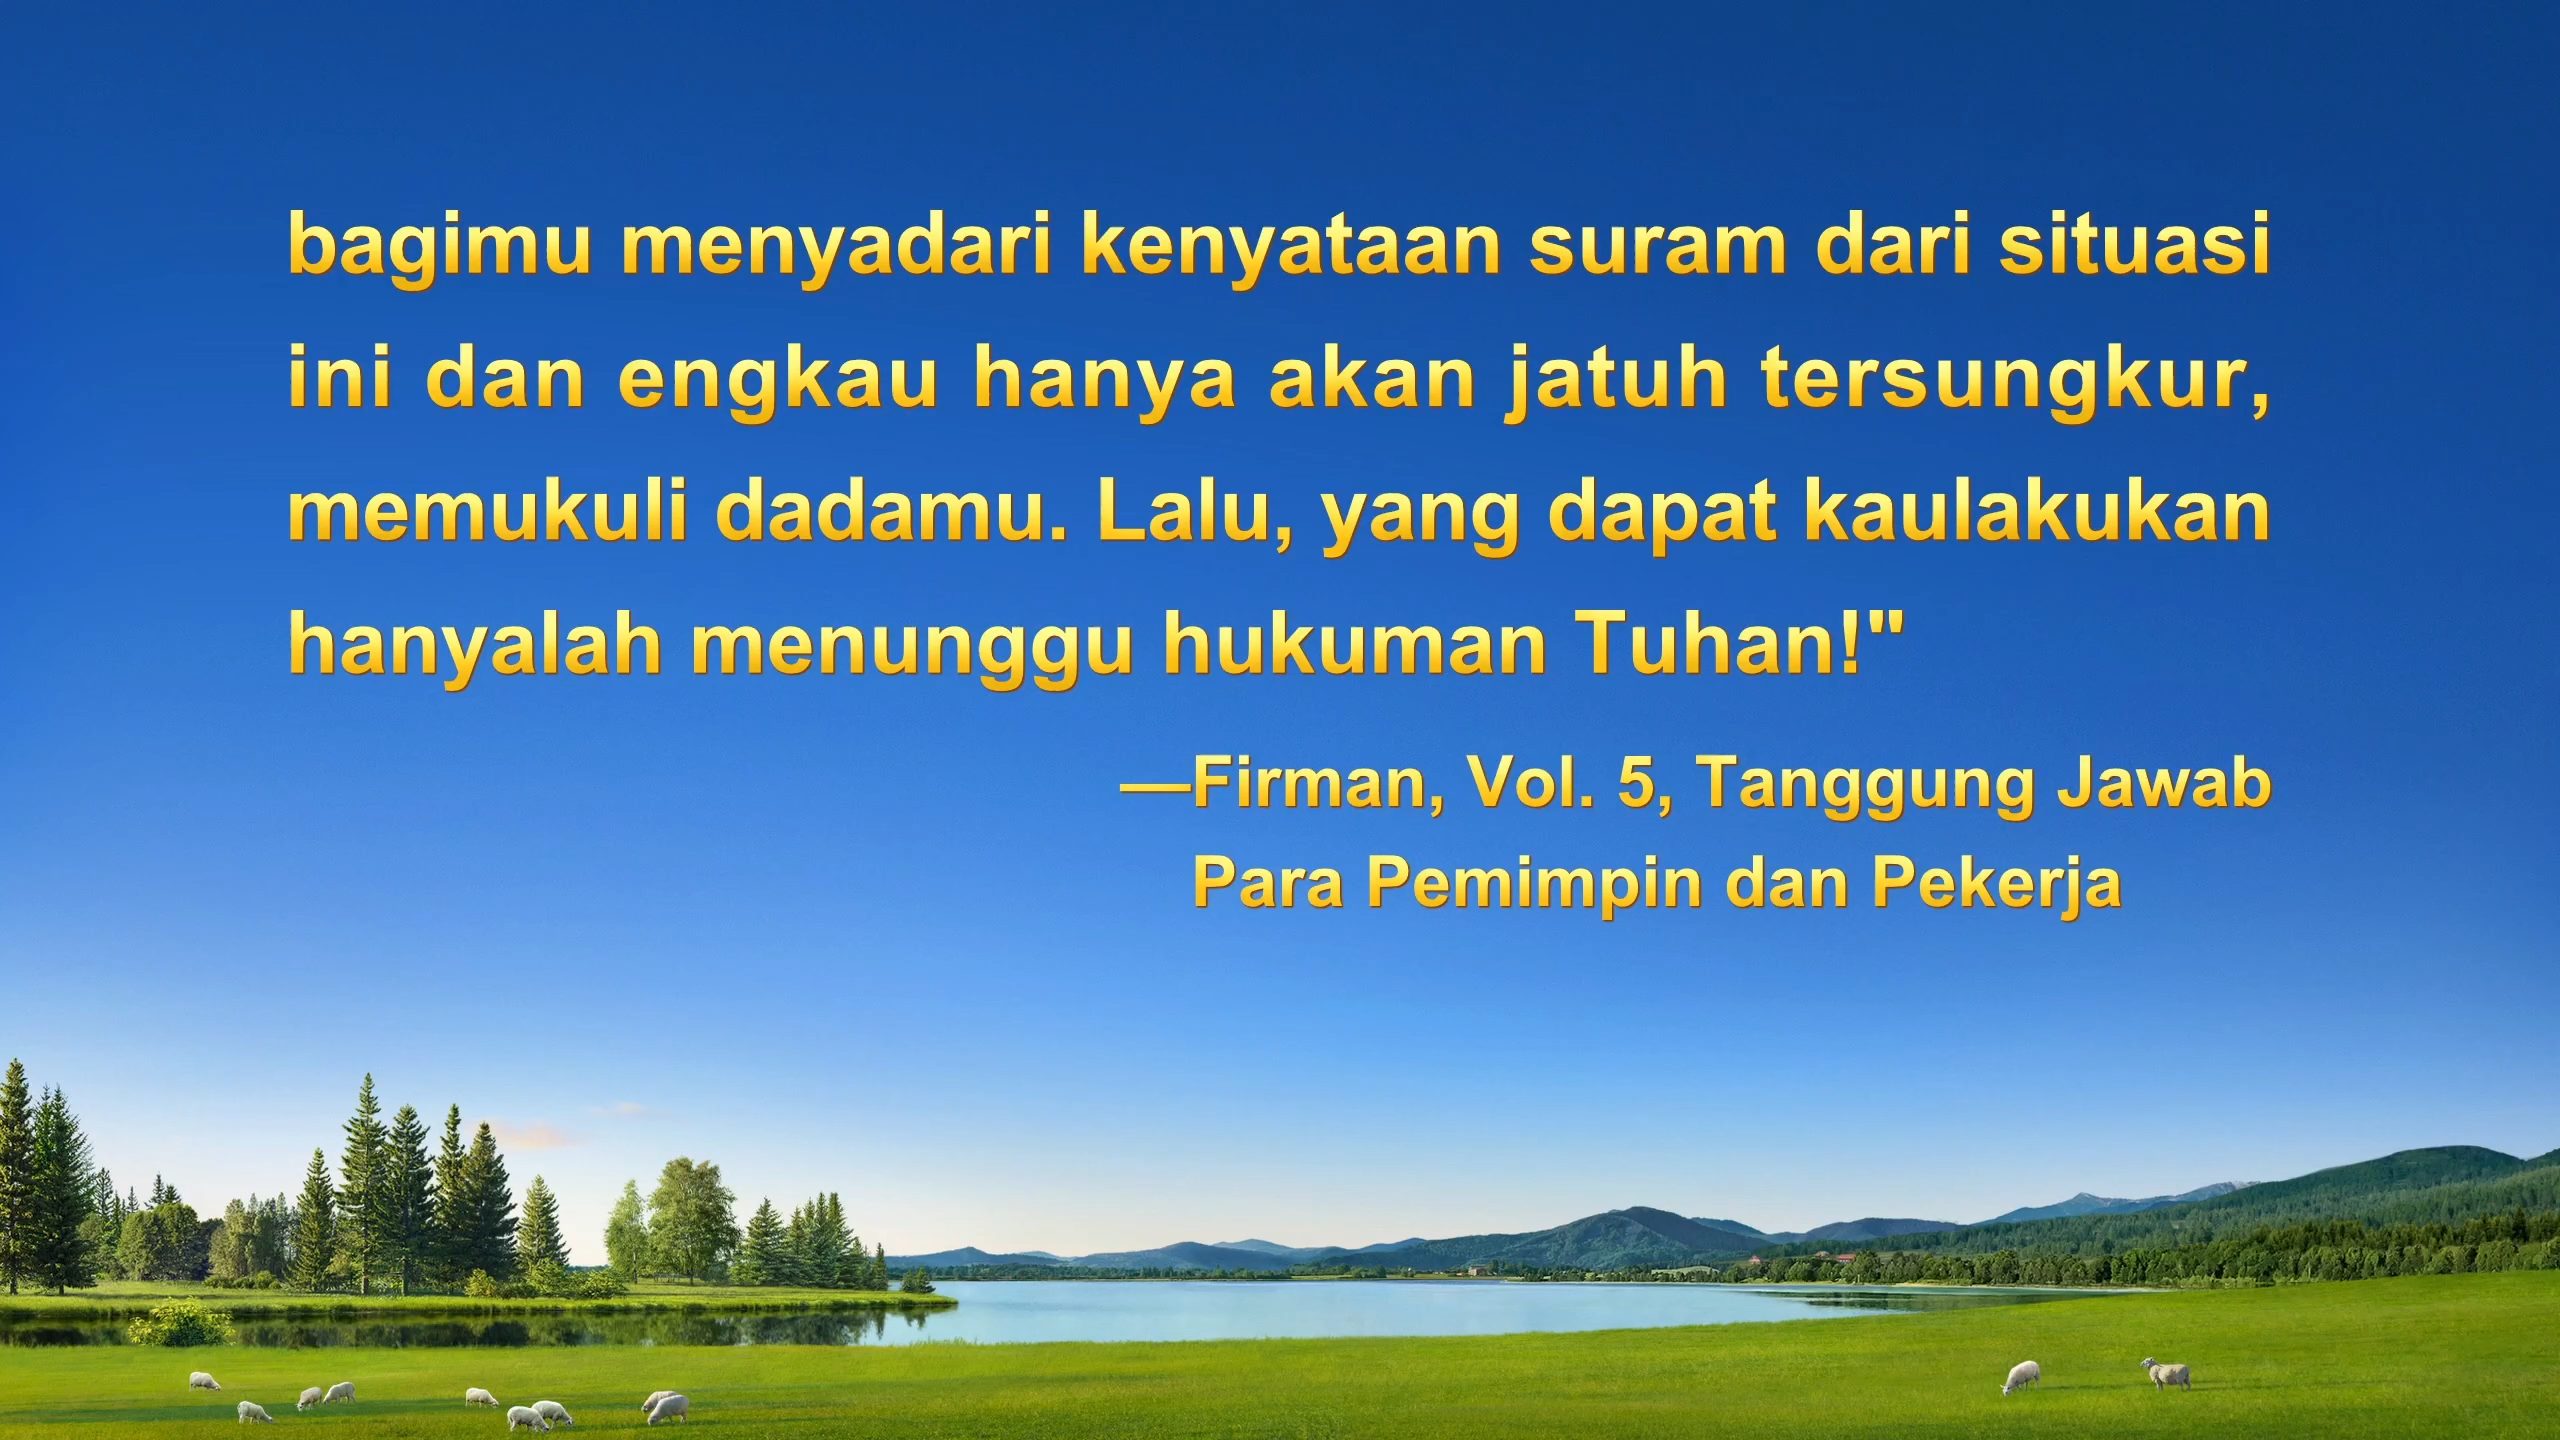 bagimu menyadari kenyataan suram dari situasi
ini dan engkau hanya akan jatuh tersungkur,
memukuli dadamu. Lalu, yang dapat kaulakukan
hanyalah menunggu hukuman Tuhan!"
—Firman, Vol. 5, Tanggung Jawab
Para Pemimpin dan Pekerja